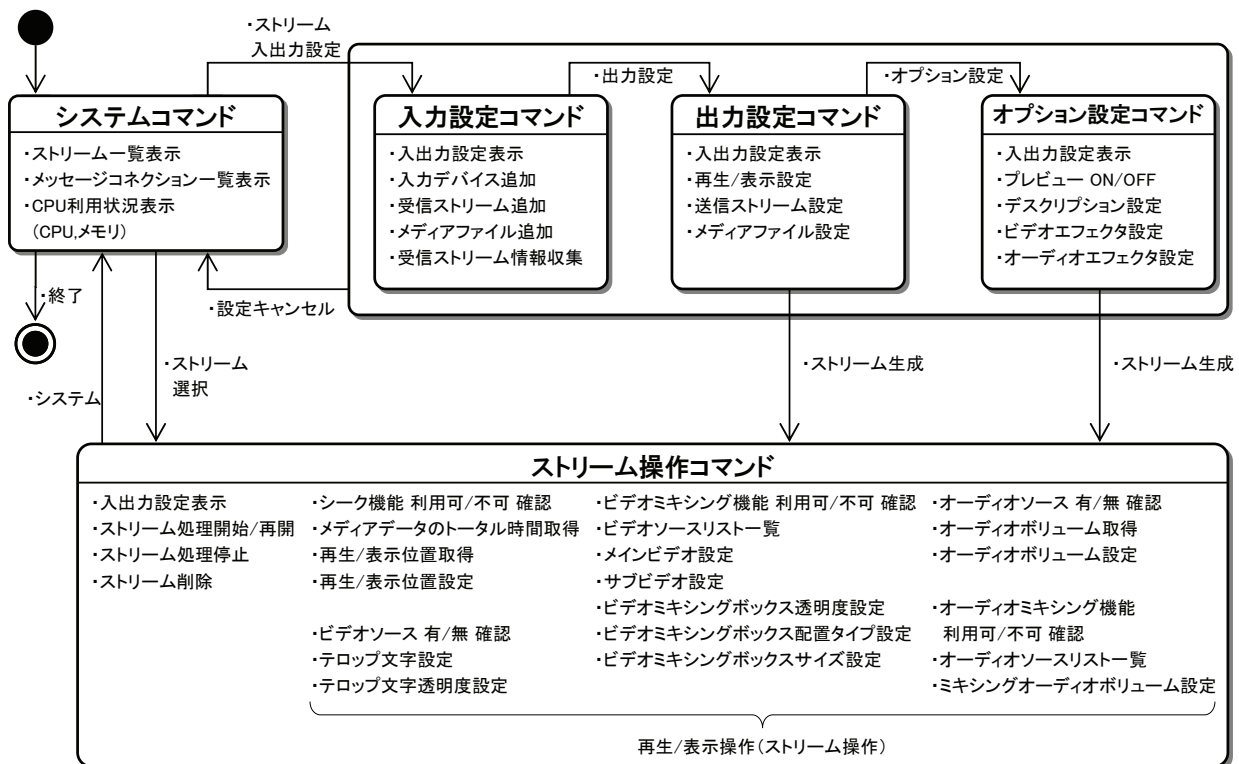 ・ストリーム
入出力設定
・出力設定
・オプション設定
システムコマンド
・ストリーム一覧表示
・メッセージコネクション一覧表示
・CPU利用状況表示
（CPU,メモリ）
入力設定コマンド
・入出力設定表示
・入力デバイス追加
・受信ストリーム追加
・メディアファイル追加
・受信ストリーム情報収集
出力設定コマンド
・入出力設定表示
・再生/表示設定
・送信ストリーム設定
・メディアファイル設定
オプション設定コマンド
・入出力設定表示
・プレビュー ON/OFF
・デスクリプション設定
・ビデオエフェクタ設定
・オーディオエフェクタ設定
・終了
・設定キャンセル
・ストリーム
選択
・システム
・ストリーム生成
・ストリーム生成
ストリーム操作コマンド
・入出力設定表示
・ストリーム処理開始/再開
・ストリーム処理停止
・ストリーム削除
・シーク機能 利用可/不可 確認
・メディアデータのトータル時間取得
・再生/表示位置取得
・再生/表示位置設定
・ビデオソース 有/無 確認
・テロップ文字設定
・テロップ文字透明度設定
・ビデオミキシング機能 利用可/不可 確認
・ビデオソースリスト一覧
・メインビデオ設定
・サブビデオ設定
・ビデオミキシングボックス透明度設定
・ビデオミキシングボックス配置タイプ設定
・ビデオミキシングボックスサイズ設定
・オーディオソース 有/無 確認
・オーディオボリューム取得
・オーディオボリューム設定
・オーディオミキシング機能
利用可/不可 確認
・オーディオソースリスト一覧
・ミキシングオーディオボリューム設定
再生/表示操作（ストリーム操作）